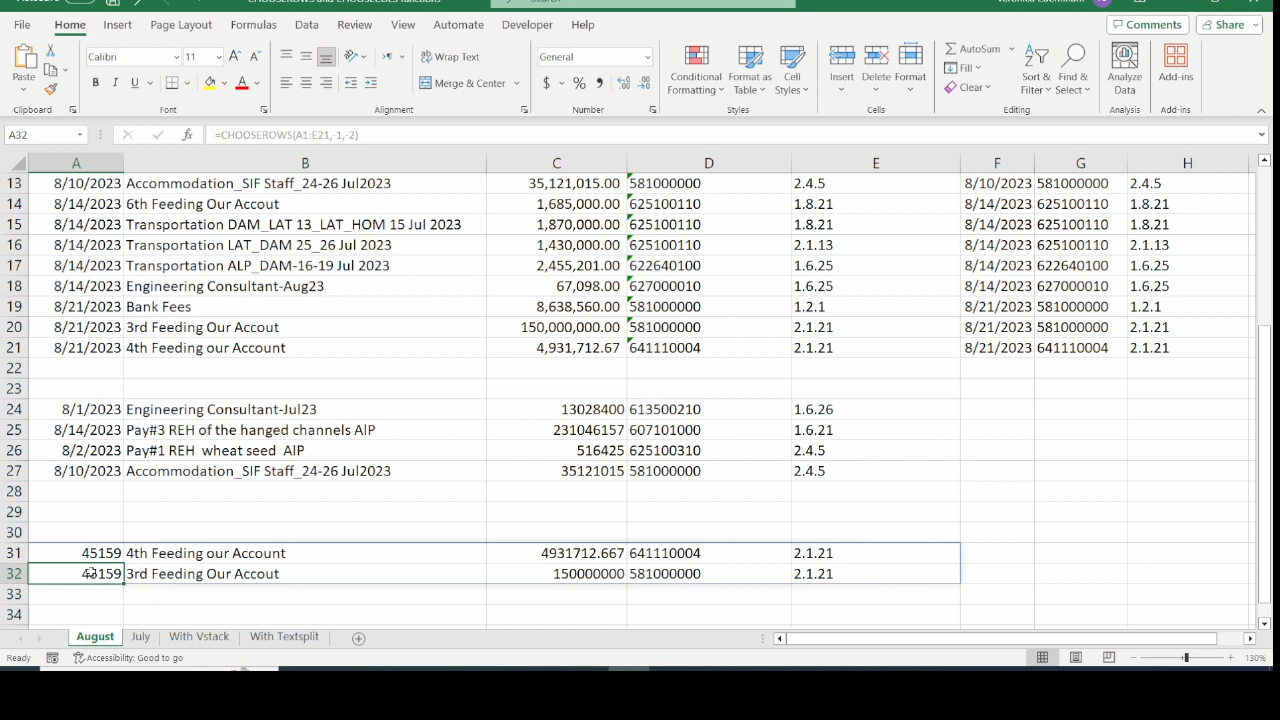 CHOOSEROWS and CHOOSECOLS functions
File Home Insert Page Layout Formulas Data Review View Automate Developer Help Comments Share
Paste Calibri 11 Wrap Text General Conditional Format as Cell Insert Delete Format AutoSum Sort & Find & Analyze Add-ins
B I U Merge & Center $ % Formatting Table Styles Fill Filter Select Data
Clear
Clipboard Font Alignment Number Styles Cells Editing Analysis Add-ins
A32 fx =CHOOSEROWS(A1:E21,-1,-2)
A B C D E F G H
13 8/10/2023 Accommodation_SIF Staff_24-26 Jul2023 35,121,015.00 581000000 2.4.5 8/10/2023 581000000 2.4.5
14 8/14/2023 6th Feeding Our Accout 1,685,000.00 625100110 1.8.21 8/14/2023 625100110 1.8.21
15 8/14/2023 Transportation DAM_LAT 13_LAT_HOM 15 Jul 2023 1,870,000.00 625100110 1.8.21 8/14/2023 625100110 1.8.21
16 8/14/2023 Transportation LAT_DAM 25_26 Jul 2023 1,430,000.00 625100110 2.1.13 8/14/2023 625100110 2.1.13
17 8/14/2023 Transportation ALP_DAM-16-19 Jul 2023 2,455,201.00 622640100 1.6.25 8/14/2023 622640100 1.6.25
18 8/14/2023 Engineering Consultant-Aug23 67,098.00 627000010 1.6.25 8/14/2023 627000010 1.6.25
19 8/21/2023 Bank Fees 8,638,560.00 581000000 1.2.1 8/21/2023 581000000 1.2.1
20 8/21/2023 3rd Feeding Our Accout 150,000,000.00 581000000 2.1.21 8/21/2023 581000000 2.1.21
21 8/21/2023 4th Feeding our Account 4,931,712.67 641110004 2.1.21 8/21/2023 641110004 2.1.21
22
23
24 8/1/2023 Engineering Consultant-Jul23 13028400 613500210 1.6.26
25 8/14/2023 Pay#3 REH of the hanged channels AlP 231046157 607101000 1.6.21
26 8/2/2023 Pay#1 REH wheat seed AlP 516425 625100310 2.4.5
27 8/10/2023 Accommodation_SIF Staff_24-26 Jul2023 35121015 581000000 2.4.5
28
29
30
31 45159 4th Feeding our Account 4931712.667 641110004 2.1.21
32 45159 3rd Feeding Our Accout 150000000 581000000 2.1.21
33
34
August July With Vstack With Textsplit
Ready Accessibility: Good to go 130%